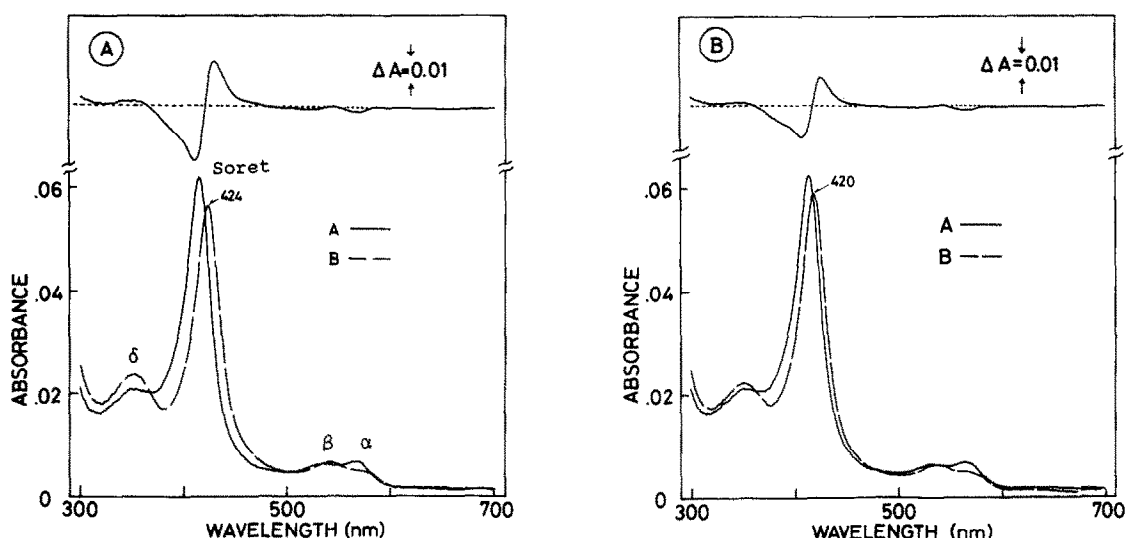 A
ΔA=0.01
Soret
424
.06
A
B
.04
ABSORBANCE
δ
.02
β
α
0
300
500
700
WAVELENGTH (nm)
B
ΔA=0.01
.06
420
A
B
.04
ABSORBANCE
.02
0
300
500
700
WAVELENGTH (nm)